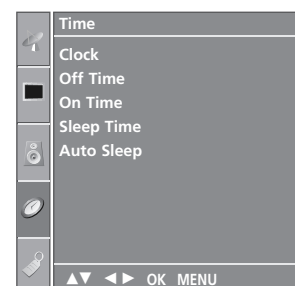 Time
Clock
Off Time
On Time
Sleep Time
Auto Sleep
▲▼ ◄► OK MENU